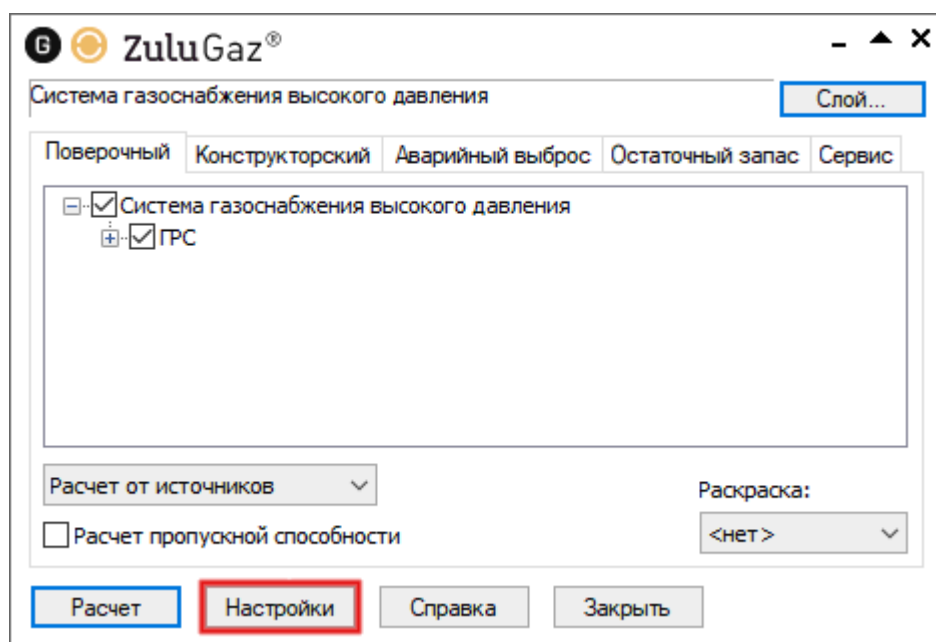 G ZuluGaz®
Система газоснабжения высокого давления Слой...
Поверочный Конструкторский Аварийный выброс Остаточный запас Сервис
Система газоснабжения высокого давления
ГРС
Расчет от источников
Раскраска:
Расчет пропускной способности
<нет>
Расчет Настройки Справка Закрыть